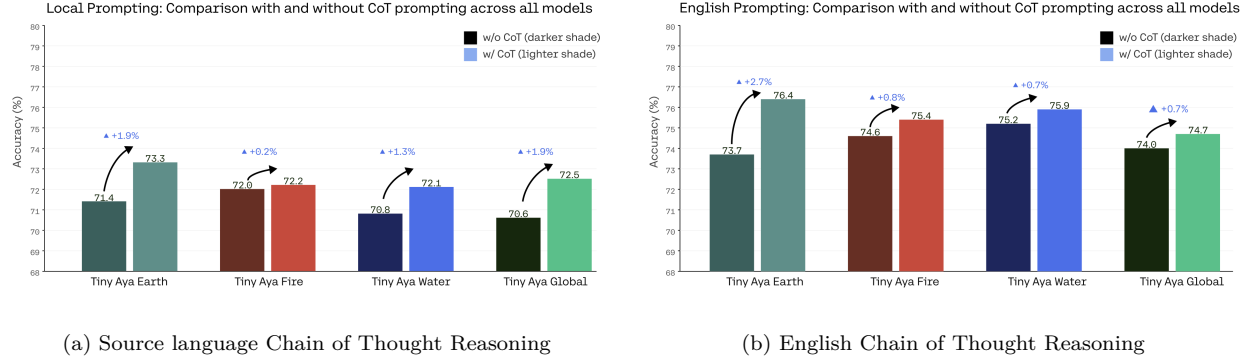 Local Prompting: Comparison with and without CoT prompting across all models
w/o CoT (darker shade)
w/ CoT (lighter shade)
Accuracy (%)
80
79
78
77
76
75
74
73
72
71
70
69
68
▲ +1.9%
71.4
73.3
▲ +0.2%
72.0
72.2
▲ +1.3%
70.8
72.1
▲ +1.9%
70.6
72.5
Tiny Aya Earth
Tiny Aya Fire
Tiny Aya Water
Tiny Aya Global
(a) Source language Chain of Thought Reasoning
English Prompting: Comparison with and without CoT prompting across all models
w/o CoT (darker shade)
w/ CoT (lighter shade)
Accuracy (%)
80
79
78
77
76
75
74
73
72
71
70
69
68
▲ +2.7%
73.7
76.4
▲ +0.8%
74.6
75.4
▲ +0.7%
75.2
75.9
▲ +0.7%
74.0
74.7
Tiny Aya Earth
Tiny Aya Fire
Tiny Aya Water
Tiny Aya Global
(b) English Chain of Thought Reasoning